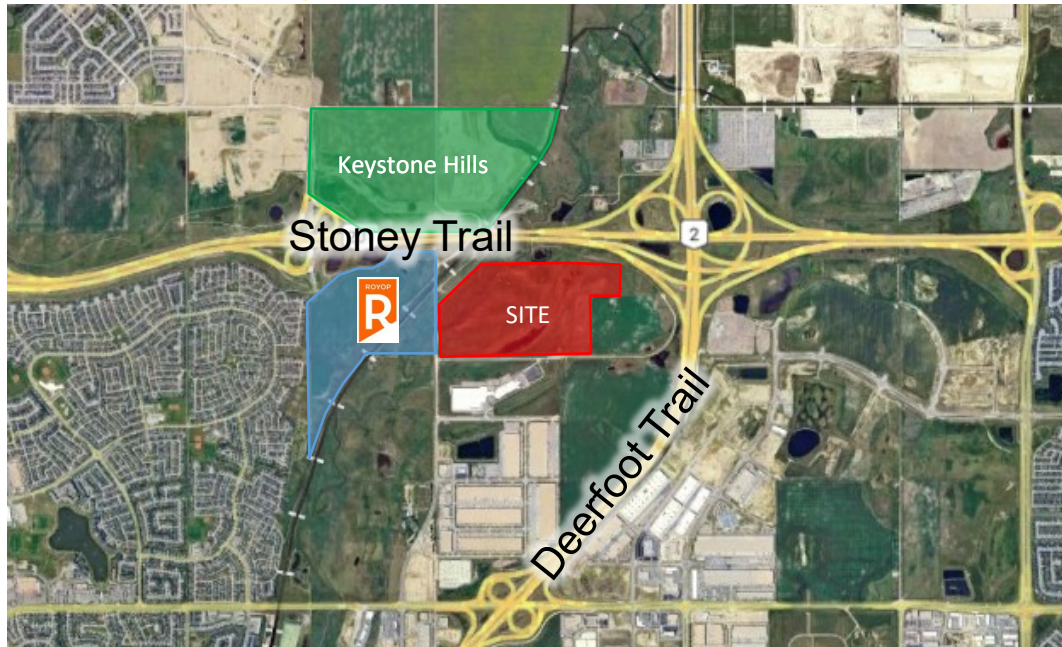 Keystone Hills
Stoney Trail
2
ROYOP
R
SITE
Deerfoot Trail